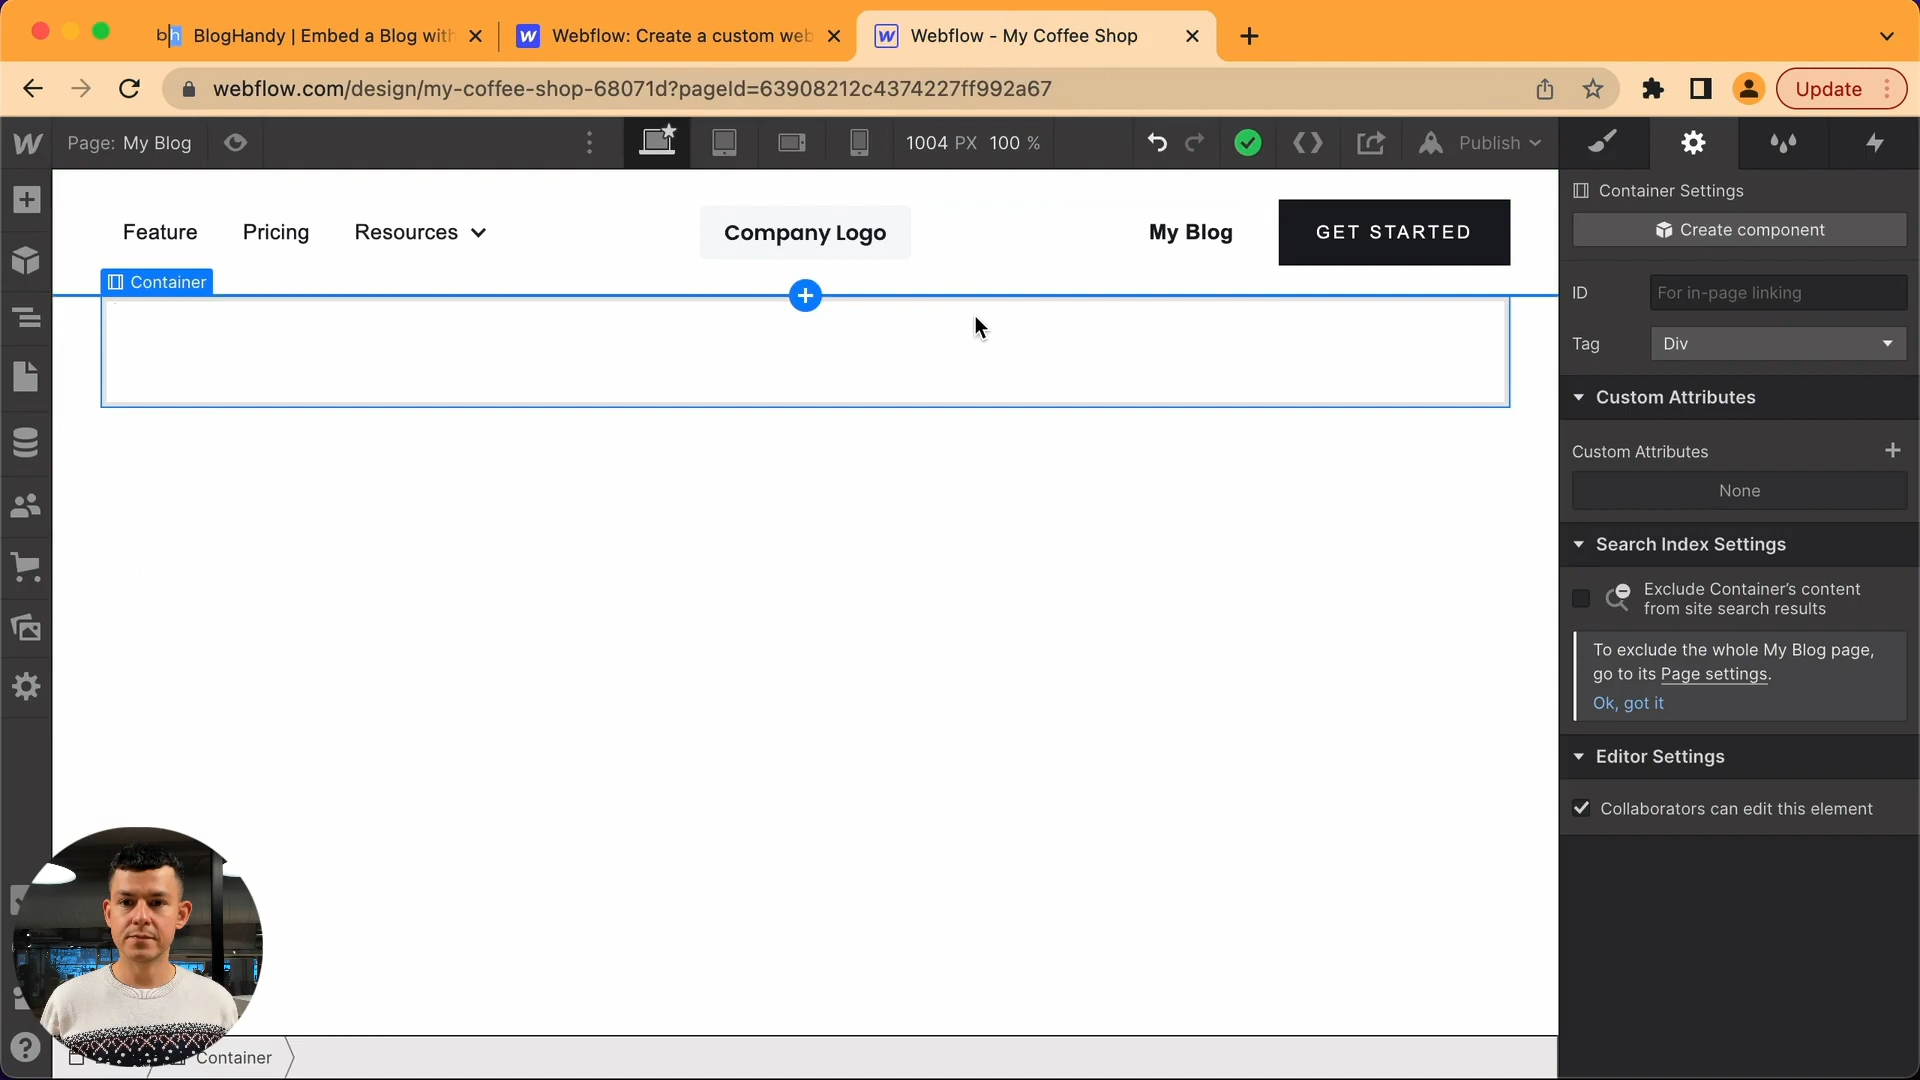 bh BlogHandy | Embed a Blog with
Webflow: Create a custom web
Webflow - My Coffee Shop
webflow.com/design/my-coffee-shop-68071d?pageId=63908212c4374227ff992a67
Update
Page: My Blog
1004 PX 100 %
Publish
Feature
Pricing
Resources
Company Logo
My Blog
GET STARTED
Container
Container Settings
Create component
ID
For in-page linking
Tag
Div
Custom Attributes
Custom Attributes
None
Search Index Settings
Exclude Container's content
from site search results
To exclude the whole My Blog page,
go to its Page settings.
Ok, got it
Editor Settings
Collaborators can edit this element
Container